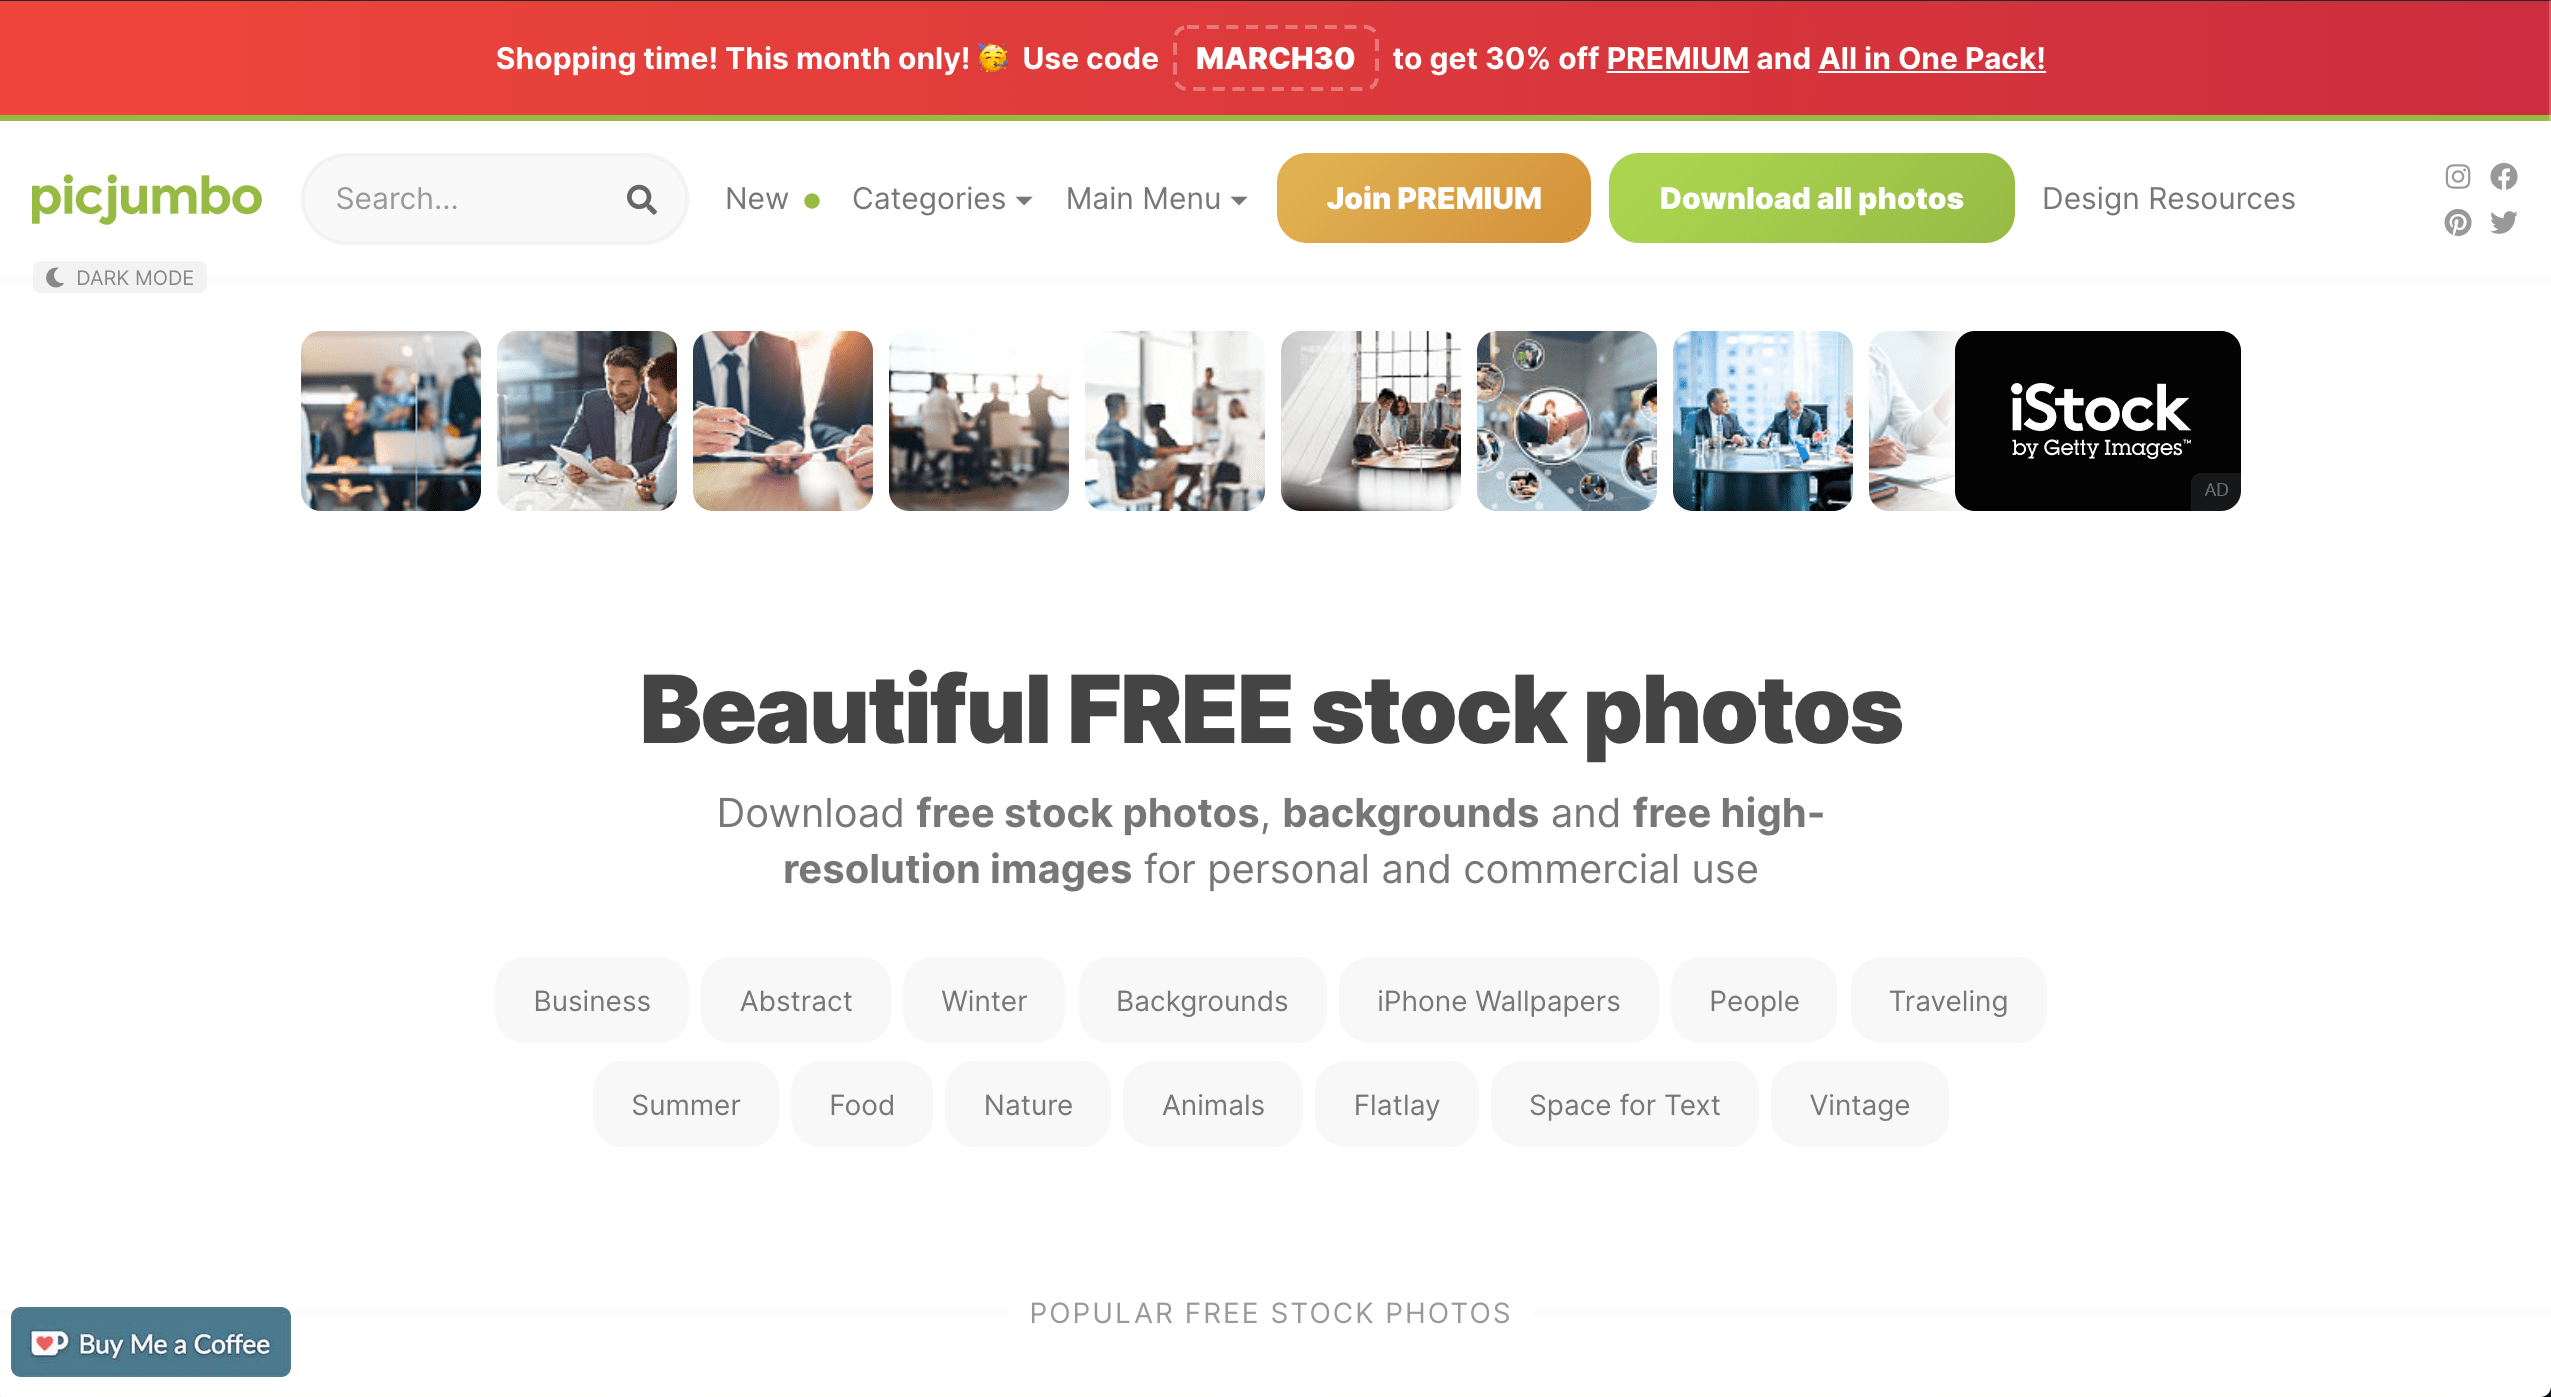 Shopping time! This month only! 🥳 Use code MARCH30 to get 30% off PREMIUM and All in One Pack!
picjumbo
Search...
New
Categories
Main Menu
Join PREMIUM
Download all photos
Design Resources
DARK MODE
iStock
by Getty Images™
AD
Beautiful FREE stock photos
Download free stock photos, backgrounds and free high-
resolution images for personal and commercial use
Business
Abstract
Winter
Backgrounds
iPhone Wallpapers
People
Traveling
Summer
Food
Nature
Animals
Flatlay
Space for Text
Vintage
POPULAR FREE STOCK PHOTOS
Buy Me a Coffee